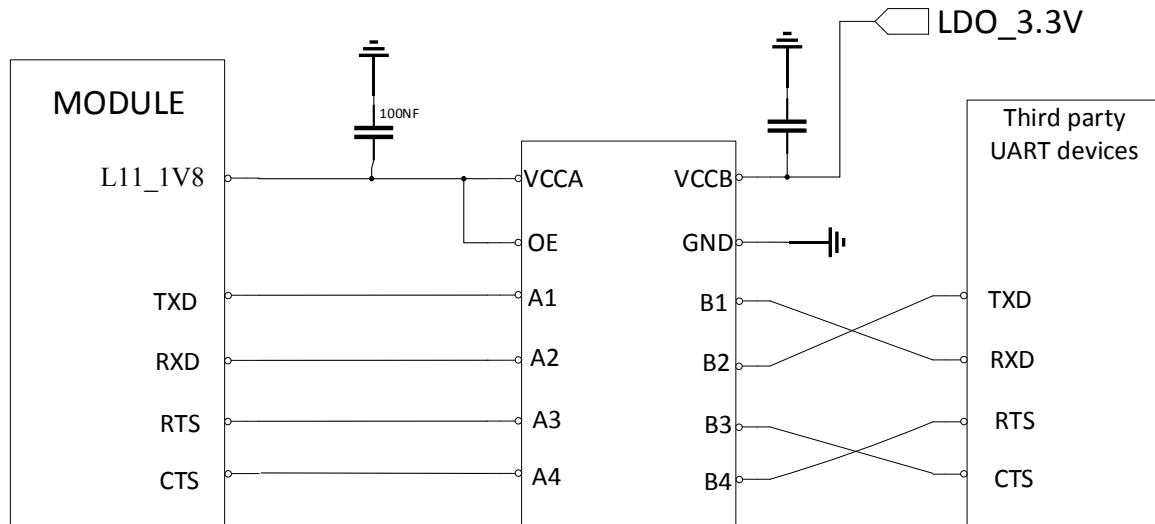 LDO_3.3V
MODULE
100NF
Third party
UART devices
L11_1V8
VCCA
VCCB
OE
GND
TXD
A1
B1
TXD
RXD
A2
B2
RXD
RTS
A3
B3
RTS
CTS
A4
B4
CTS